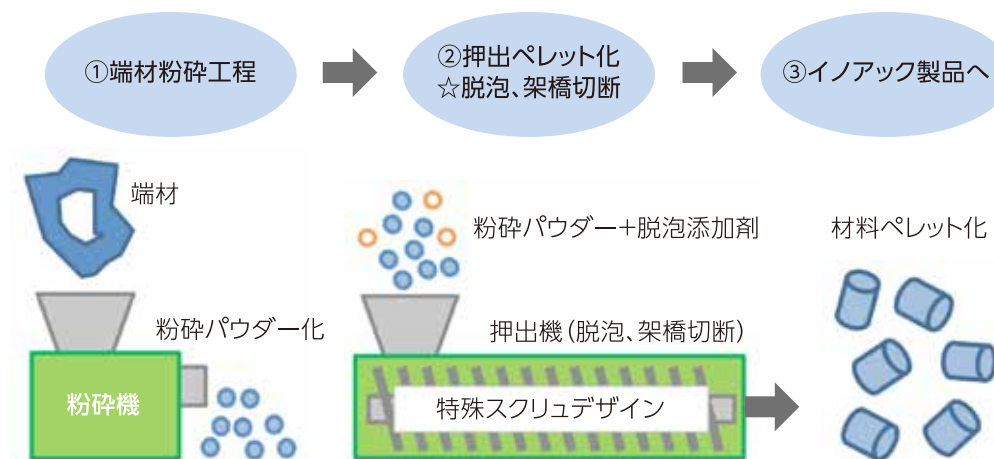 ①端材粉砕工程
②押出ペレット化
☆脱泡、架橋切断
③イノアック製品へ
端材
粉砕パウダー化
粉砕機
粉砕パウダー＋脱泡添加剤
押出機（脱泡、架橋切断）
特殊スクリュデザイン
材料ペレット化